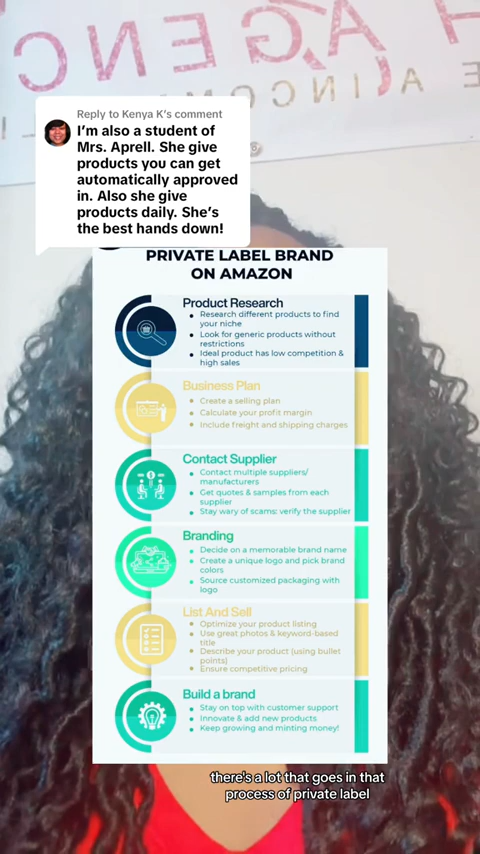 Reply to Kenya K's comment
I'm also a student of
Mrs. Aprell. She give
products you can get
automatically approved
in. Also she give
products daily. She's
the best hands down!
PRIVATE LABEL BRAND
ON AMAZON
Product Research
Research different products to find
your niche
Look for generic products without
restrictions
Ideal product has low competition &
high sales
Business Plan
Create a selling plan
Calculate your profit margin
Include freight and shipping charges
Contact Supplier
Contact multiple suppliers/
manufacturers
Get quotes & samples from each
supplier
Stay wary of scams: verify the supplier
Branding
Decide on a memorable brand name
Create a unique logo and pick brand
colors
Source customized packaging with
logo
List And Sell
Optimize your product listing
Use great photos & keyword-based
title
Describe your product (using bullet
points)
Ensure competitive pricing
Build a brand
Stay on top with customer support
Innovate & add new products
Keep growing and minting money!
there's a lot that goes in that
process of private label